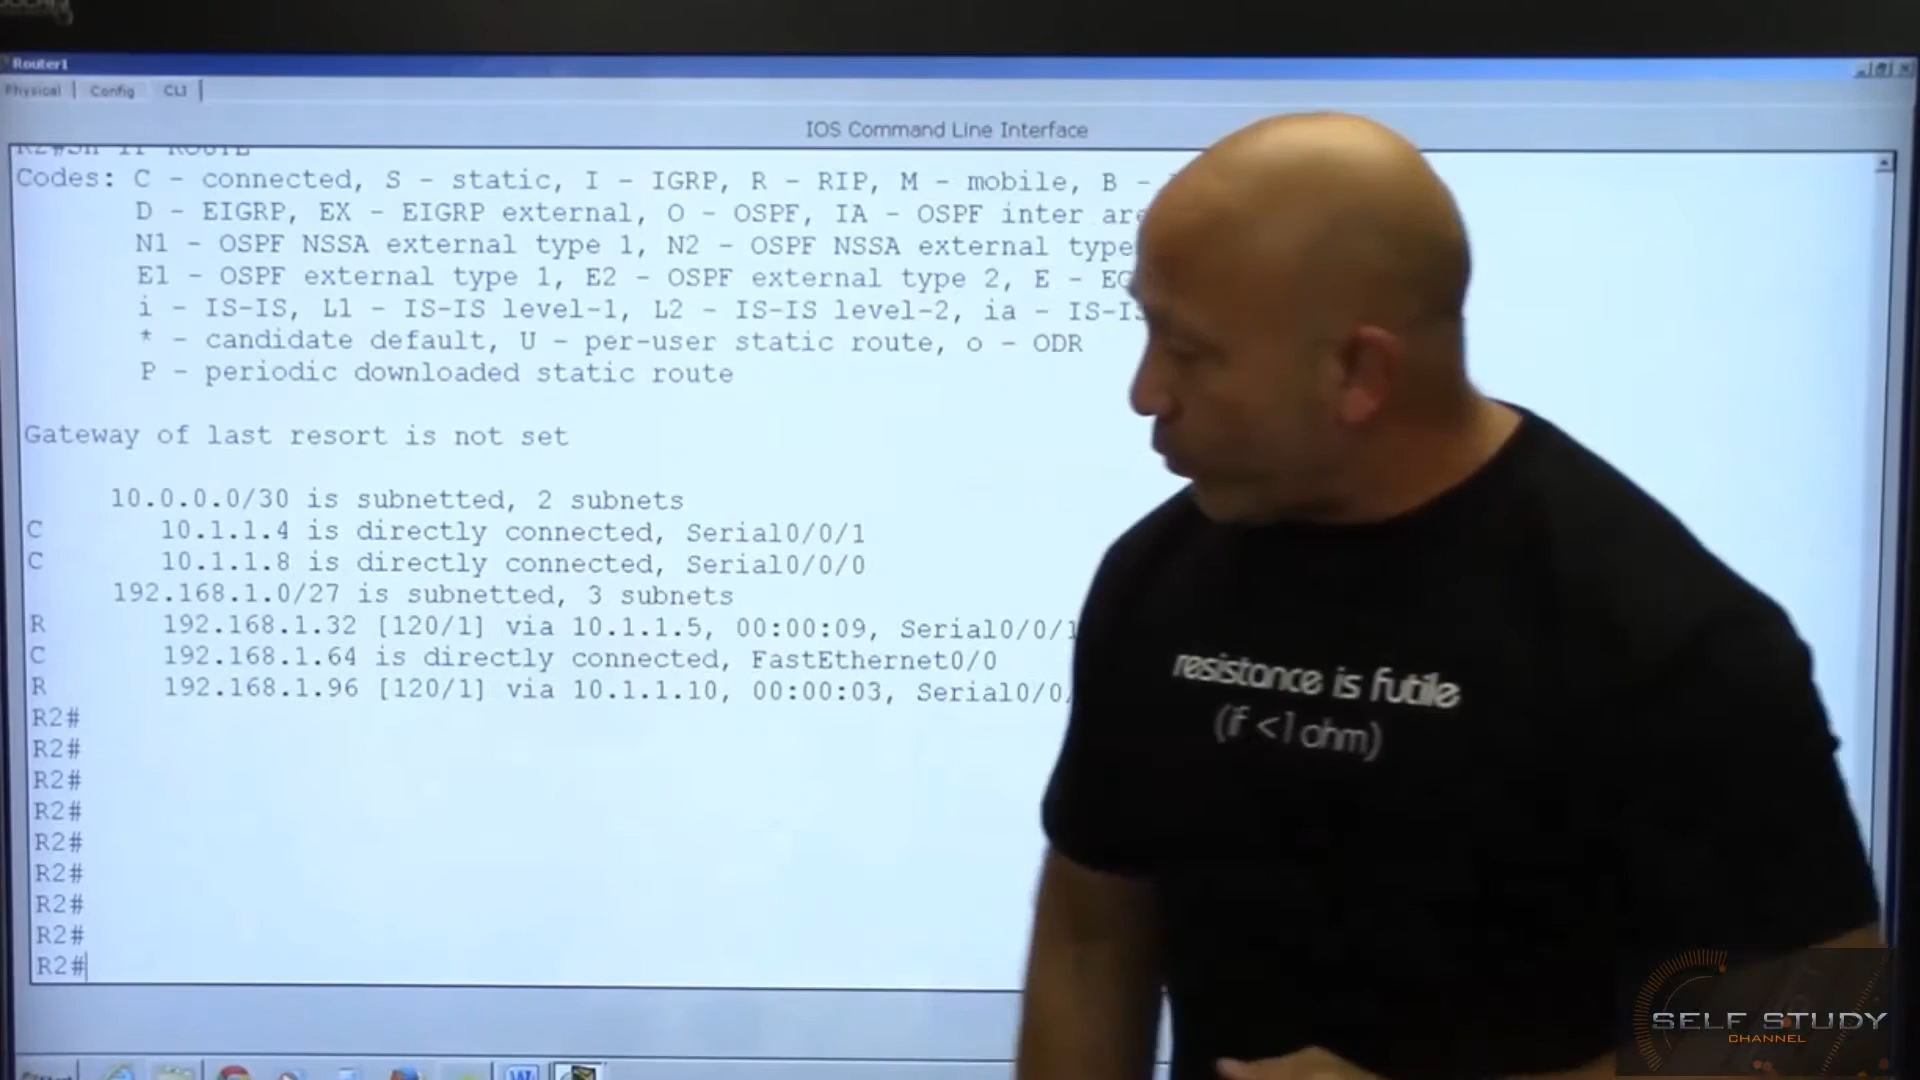 Router1
Physical
Config
CLI
IOS Command Line Interface
R2#SH IP ROUTE
Codes: C - connected, S - static, I - IGRP, R - RIP, M - mobile, B -
D - EIGRP, EX - EIGRP external, O - OSPF, IA - OSPF inter are
N1 - OSPF NSSA external type 1, N2 - OSPF NSSA external type
E1 - OSPF external type 1, E2 - OSPF external type 2, E - EG
i - IS-IS, L1 - IS-IS level-1, L2 - IS-IS level-2, ia - IS-IS
* - candidate default, U - per-user static route, o - ODR
P - periodic downloaded static route
Gateway of last resort is not set
10.0.0.0/30 is subnetted, 2 subnets
C 10.1.1.4 is directly connected, Serial0/0/1
C 10.1.1.8 is directly connected, Serial0/0/0
192.168.1.0/27 is subnetted, 3 subnets
R 192.168.1.32 [120/1] via 10.1.1.5, 00:00:09, Serial0/0/1
C 192.168.1.64 is directly connected, FastEthernet0/0
R 192.168.1.96 [120/1] via 10.1.1.10, 00:00:03, Serial0/0/
R2#
R2#
R2#
R2#
R2#
R2#
R2#
R2#
R2#
resistance is futile
(if <1 ohm)
SELF STUDY
CHANNEL